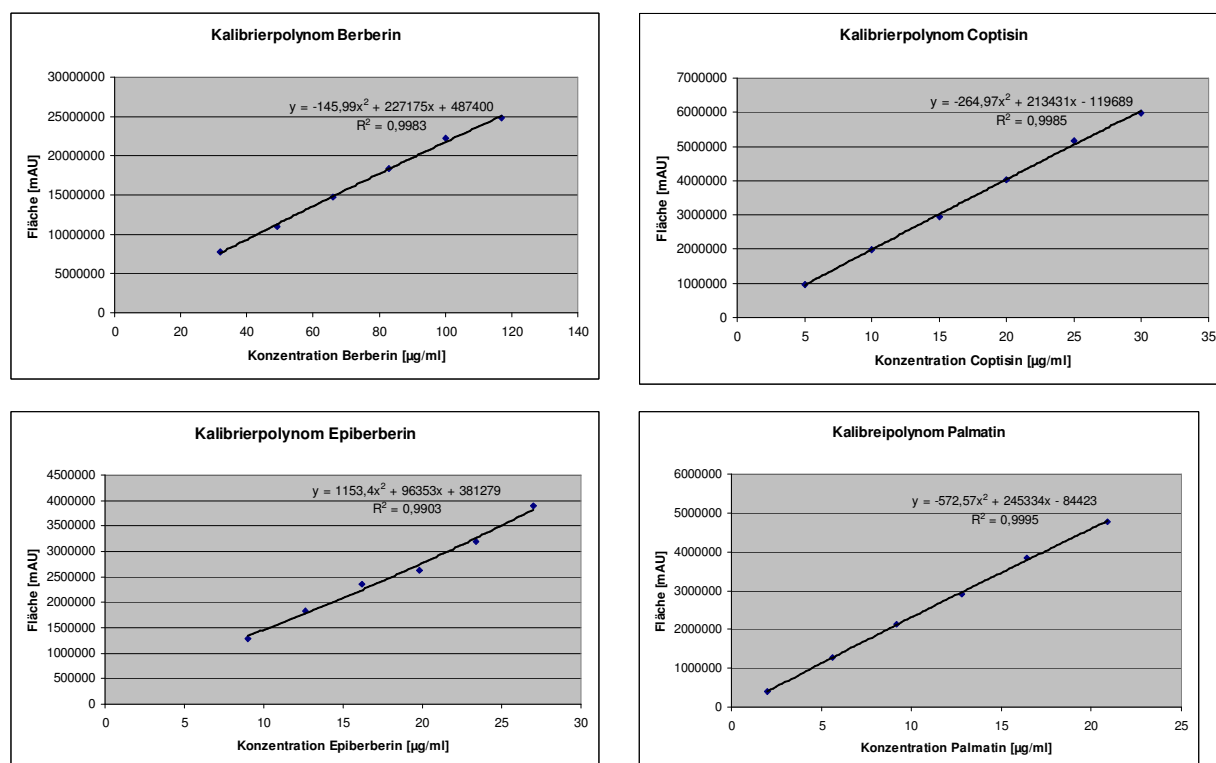 Kalibrierpolynom Berberin
30000000
25000000
20000000
15000000
10000000
5000000
0
y = -145,99x² + 227175x + 487400
R² = 0,9983
Fläche [mAU]
0 20 40 60 80 100 120 140
Konzentration Berberin [µg/ml]
Kalibrierpolynom Coptisin
7000000
6000000
5000000
4000000
3000000
2000000
1000000
0
y = -264,97x² + 213431x - 119689
R² = 0,9985
Fläche [mAU]
0 5 10 15 20 25 30 35
Konzentration Coptisin [µg/ml]
Kalibrierpolynom Epiberberin
4500000
4000000
3500000
3000000
2500000
2000000
1500000
1000000
500000
0
y = 1153,4x² + 96353x + 381279
R² = 0,9903
Fläche [mAU]
0 5 10 15 20 25 30
Konzentration Epiberberin [µg/ml]
Kalibreipolynom Palmatin
6000000
5000000
4000000
3000000
2000000
1000000
0
y = -572,57x² + 245334x - 84423
R² = 0,9995
Fläche [mAU]
0 5 10 15 20 25
Konzentration Palmatin [µg/ml]